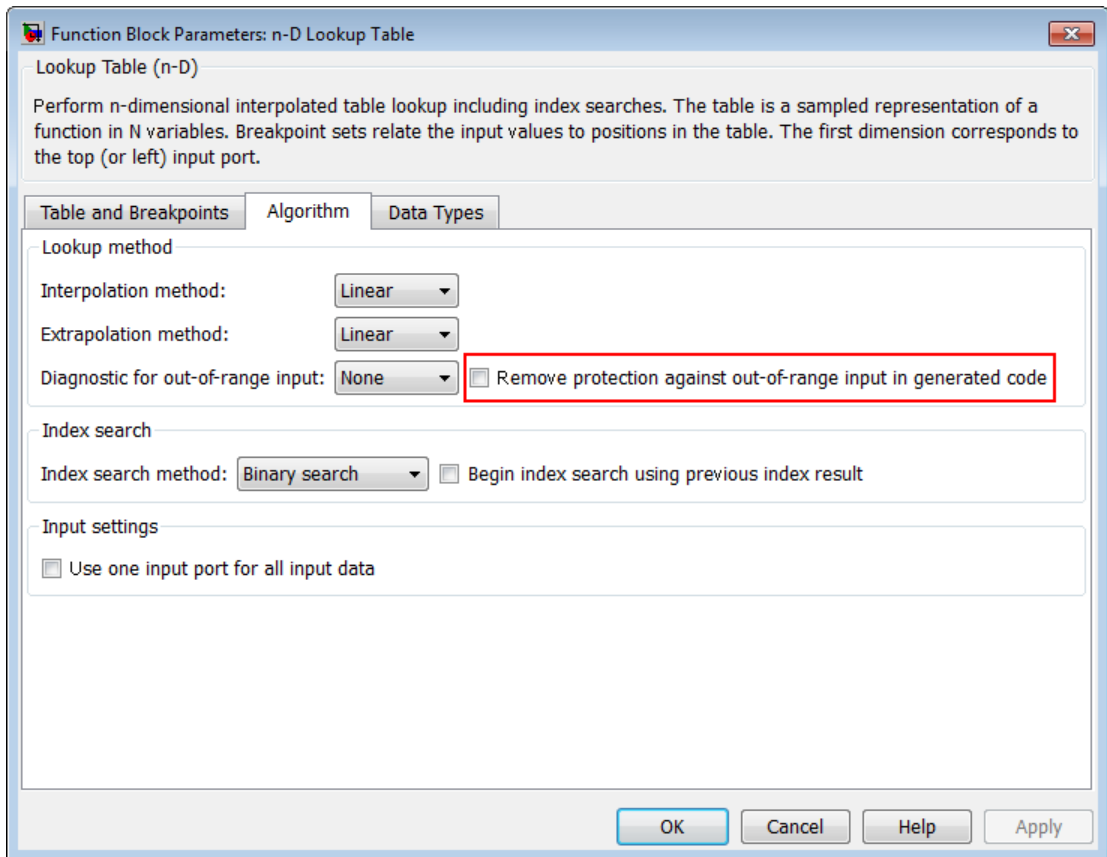 Function Block Parameters: n-D Lookup Table
Lookup Table (n-D)
Perform n-dimensional interpolated table lookup including index searches. The table is a sampled representation of a
function in N variables. Breakpoint sets relate the input values to positions in the table. The first dimension corresponds to
the top (or left) input port.
Table and Breakpoints Algorithm Data Types
Lookup method
Interpolation method: Linear
Extrapolation method: Linear
Diagnostic for out-of-range input: None Remove protection against out-of-range input in generated code
Index search
Index search method: Binary search Begin index search using previous index result
Input settings
Use one input port for all input data
OK Cancel Help Apply